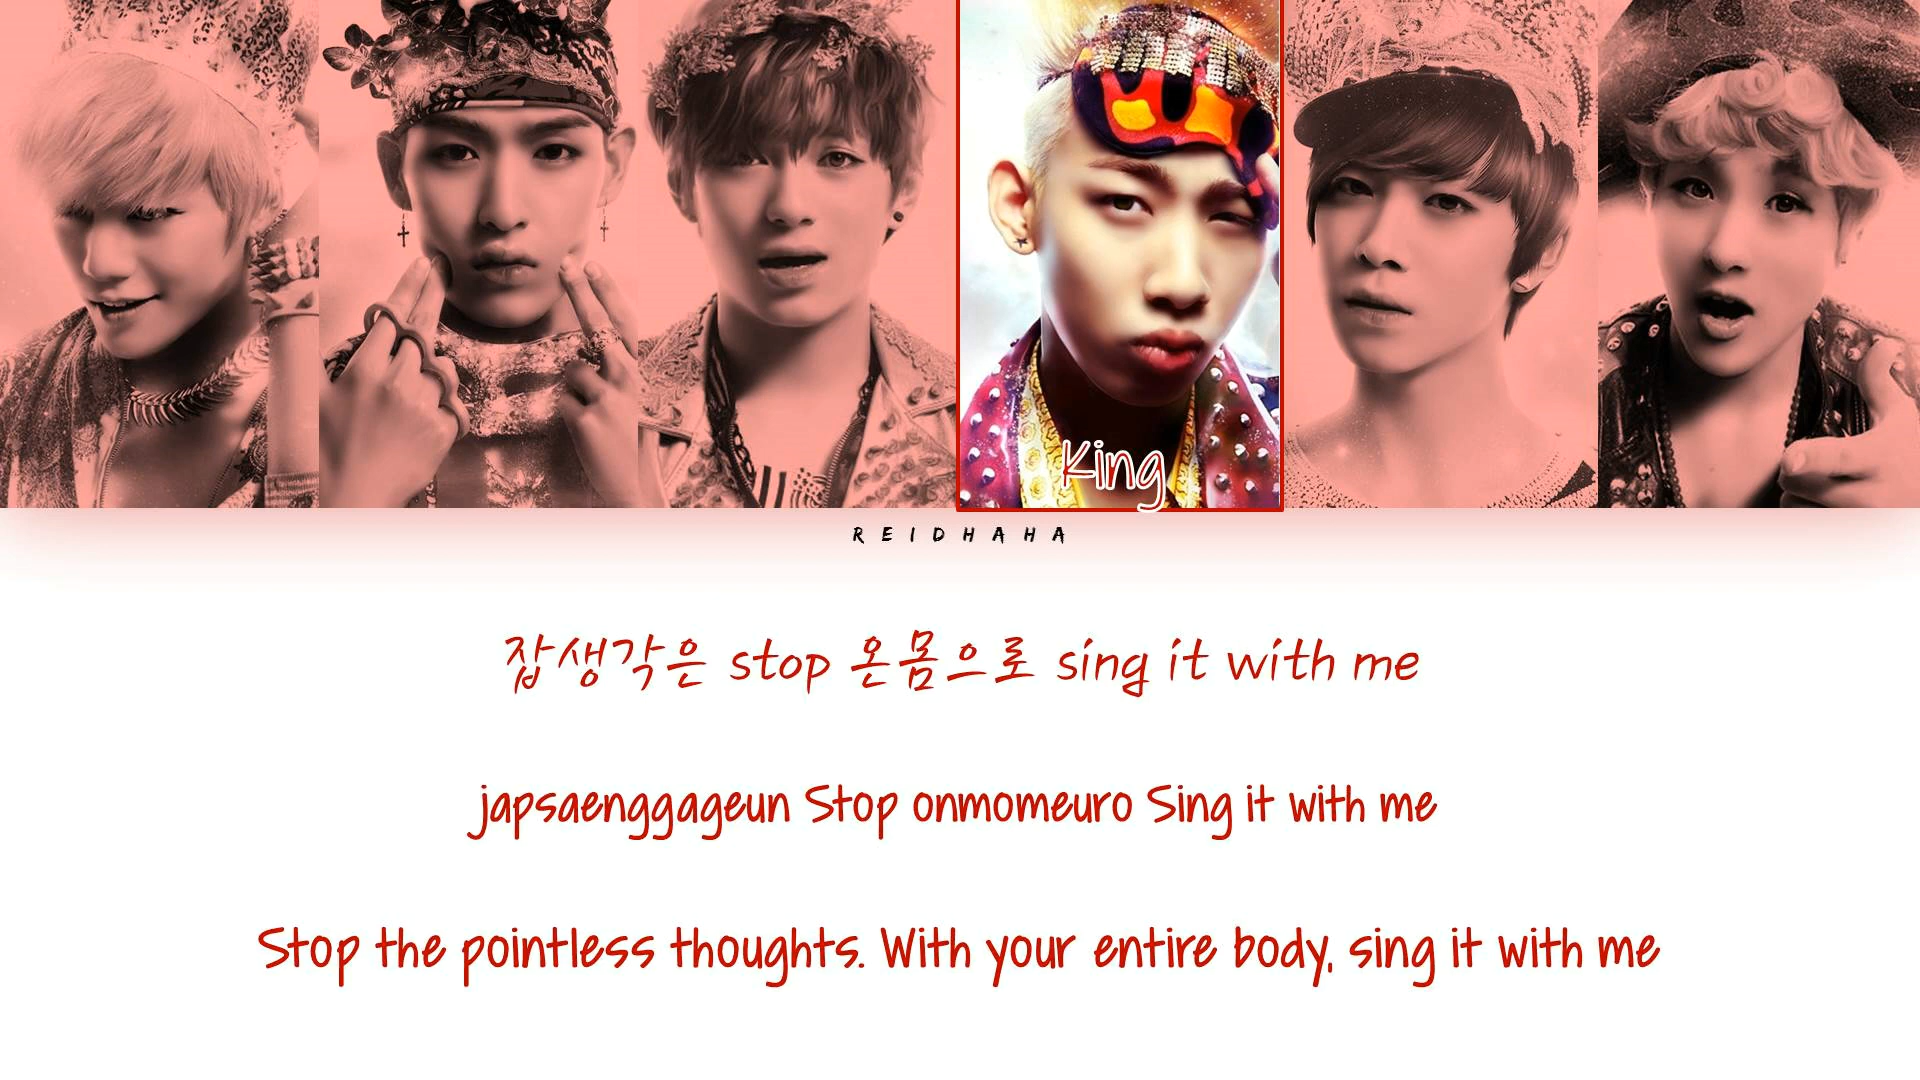 King
REIDHAHA
잡생각은 stop 온몸으로 sing it with me
japsaenggageun Stop onmomeuro Sing it with me
Stop the pointless thoughts. With your entire body, sing it with me